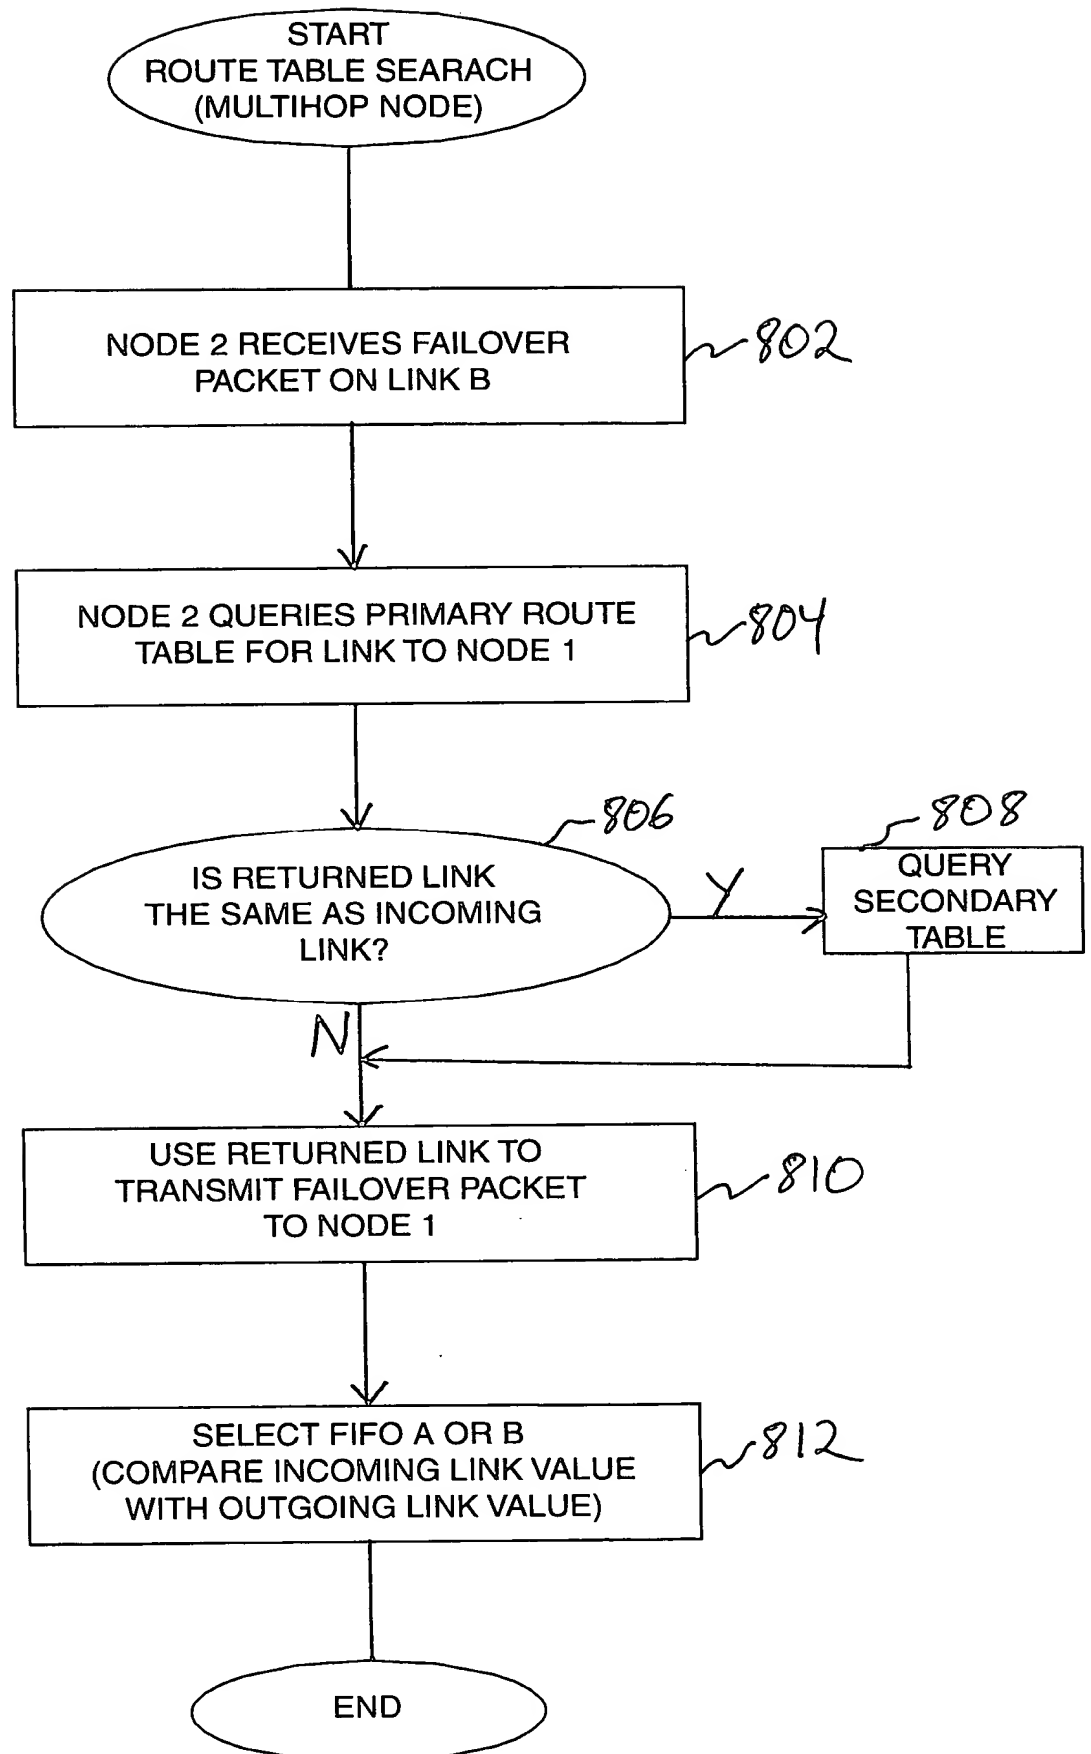 START
ROUTE TABLE SEARACH
(MULTIHOP NODE)
NODE 2 RECEIVES FAILOVER
PACKET ON LINK B
802
NODE 2 QUERIES PRIMARY ROUTE
TABLE FOR LINK TO NODE 1
804
806
808
IS RETURNED LINK
THE SAME AS INCOMING
LINK?
Y
QUERY
SECONDARY
TABLE
N
USE RETURNED LINK TO
TRANSMIT FAILOVER PACKET
TO NODE 1
810
SELECT FIFO A OR B
(COMPARE INCOMING LINK VALUE
WITH OUTGOING LINK VALUE)
812
END